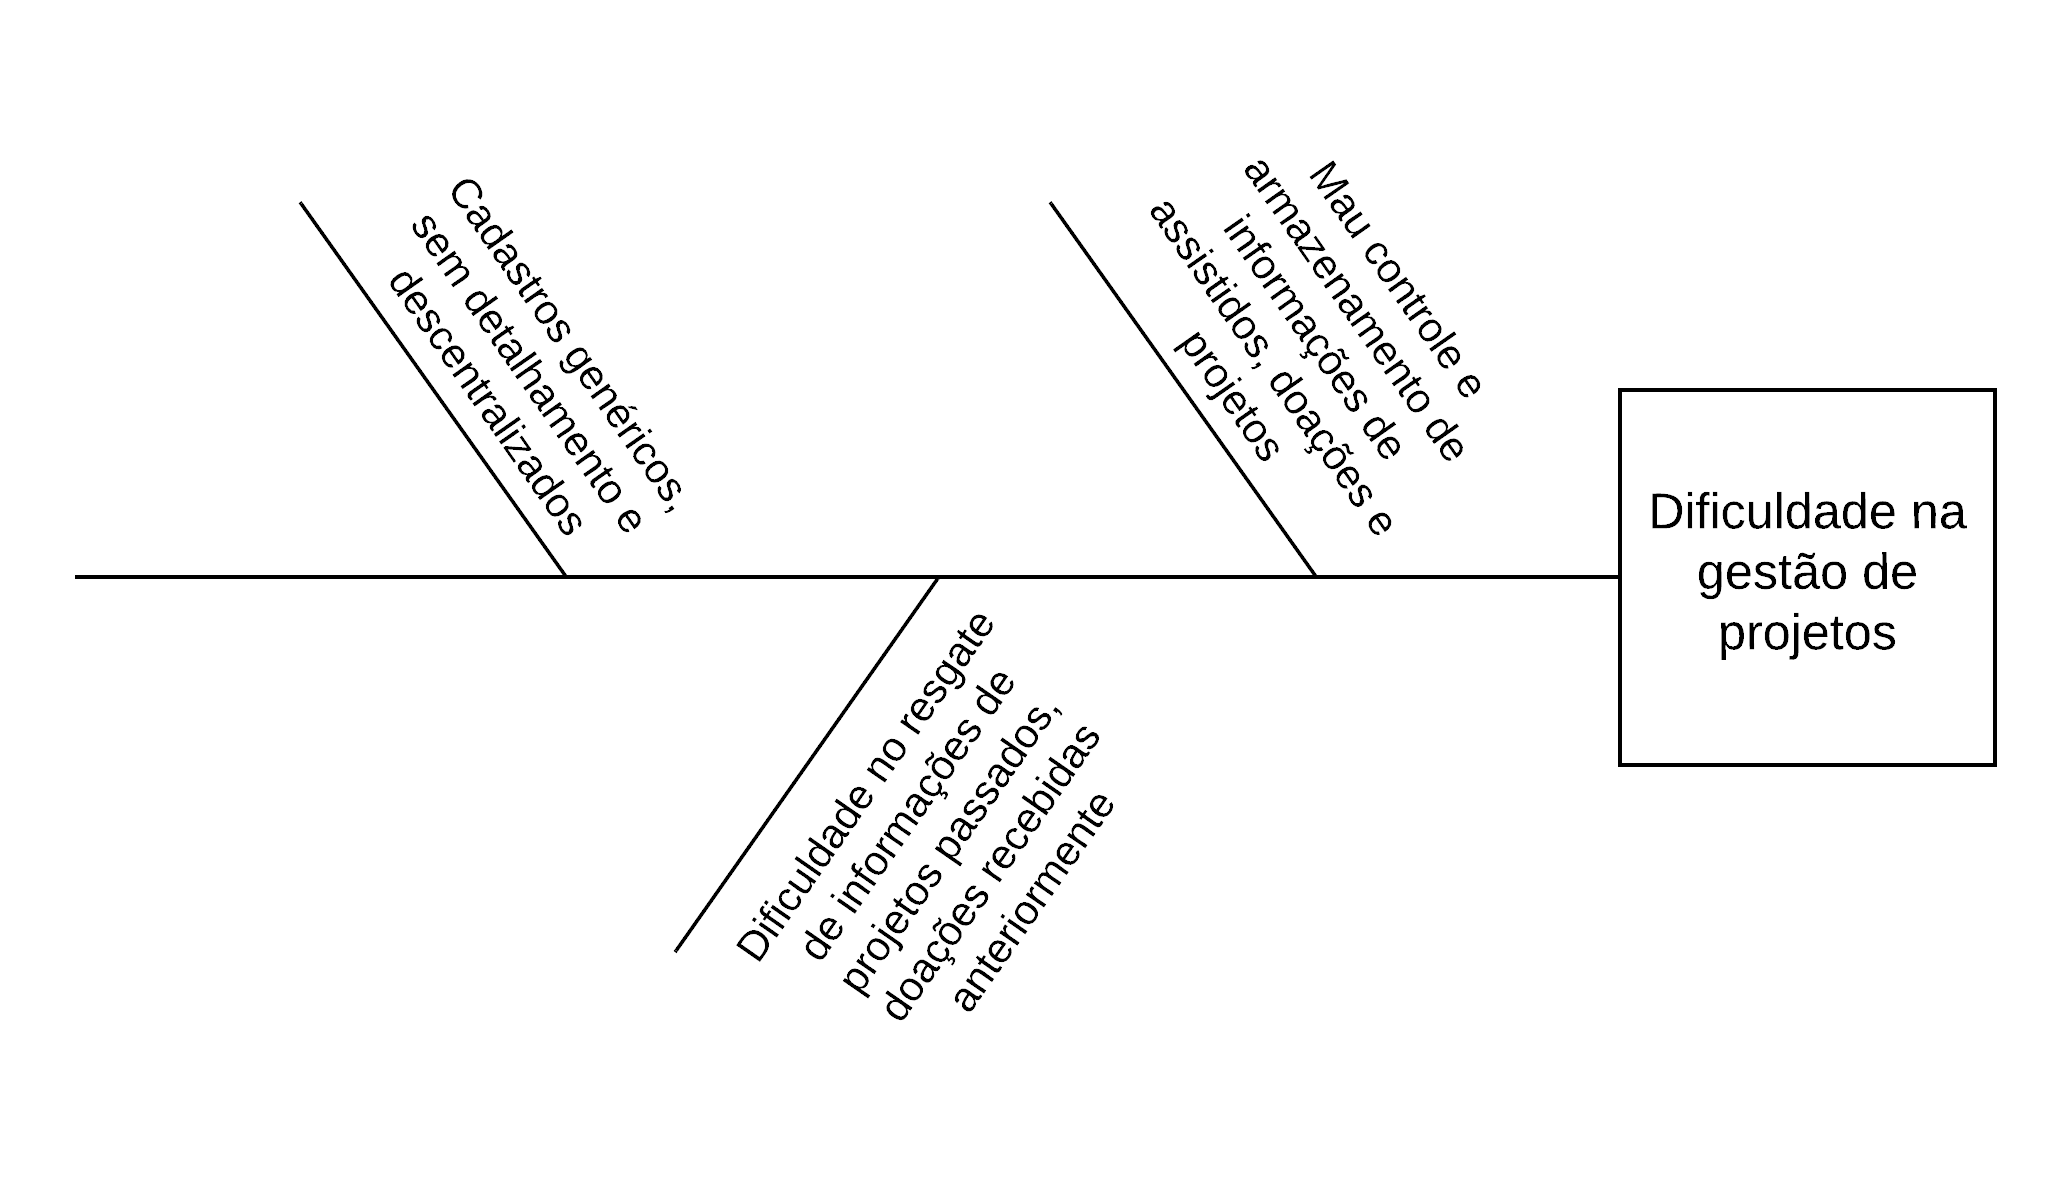 Cadastros genéricos,
sem detalhamento e
descentralizados
Mau controle e
armazenamento de
informações de
assistidos, doações e
projetos
Dificuldade na
gestão de
projetos
Dificuldade no resgate
de informações de
projetos passados,
doações recebidas
anteriormente